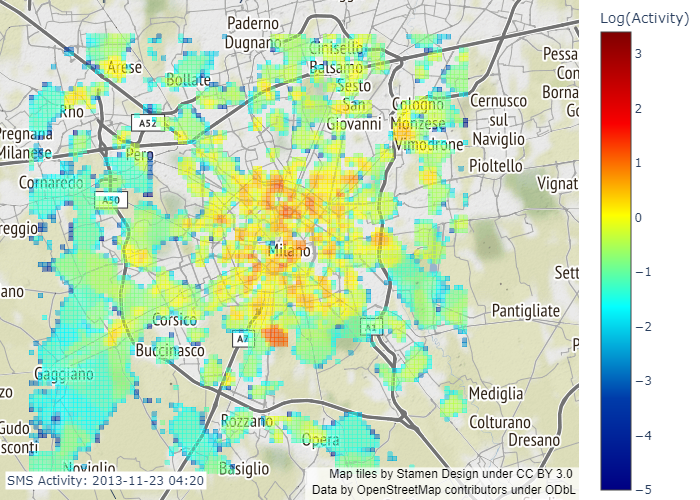 Log(Activity)
Paderno
Dugnano
Cinisello
Balsamo
Pessa
Arese
Bollate
Sesto
San
Giovanni
Cologno
Monzese
Cernusco
sul
Naviglio
Rho
A52
Pregnana
Milanese
Pero
Vimodrone
Pioltello
Cornaredo
Vignat
A50
reggio
Milano
Sett
ano
Pantigliate
Corsico
A7
A1
Buccinasco
Gaggiano
Mediglia
Colturano
Dresano
Rozzano
Opera
Gudo
sconti
Noviglio
Basiglio
SMS Activity: 2013-11-23 04:20
Map tiles by Stamen Design under CC BY 3.0
Data by OpenStreetMap contributors under ODbL
3
2
1
0
−1
−2
−3
−4
−5